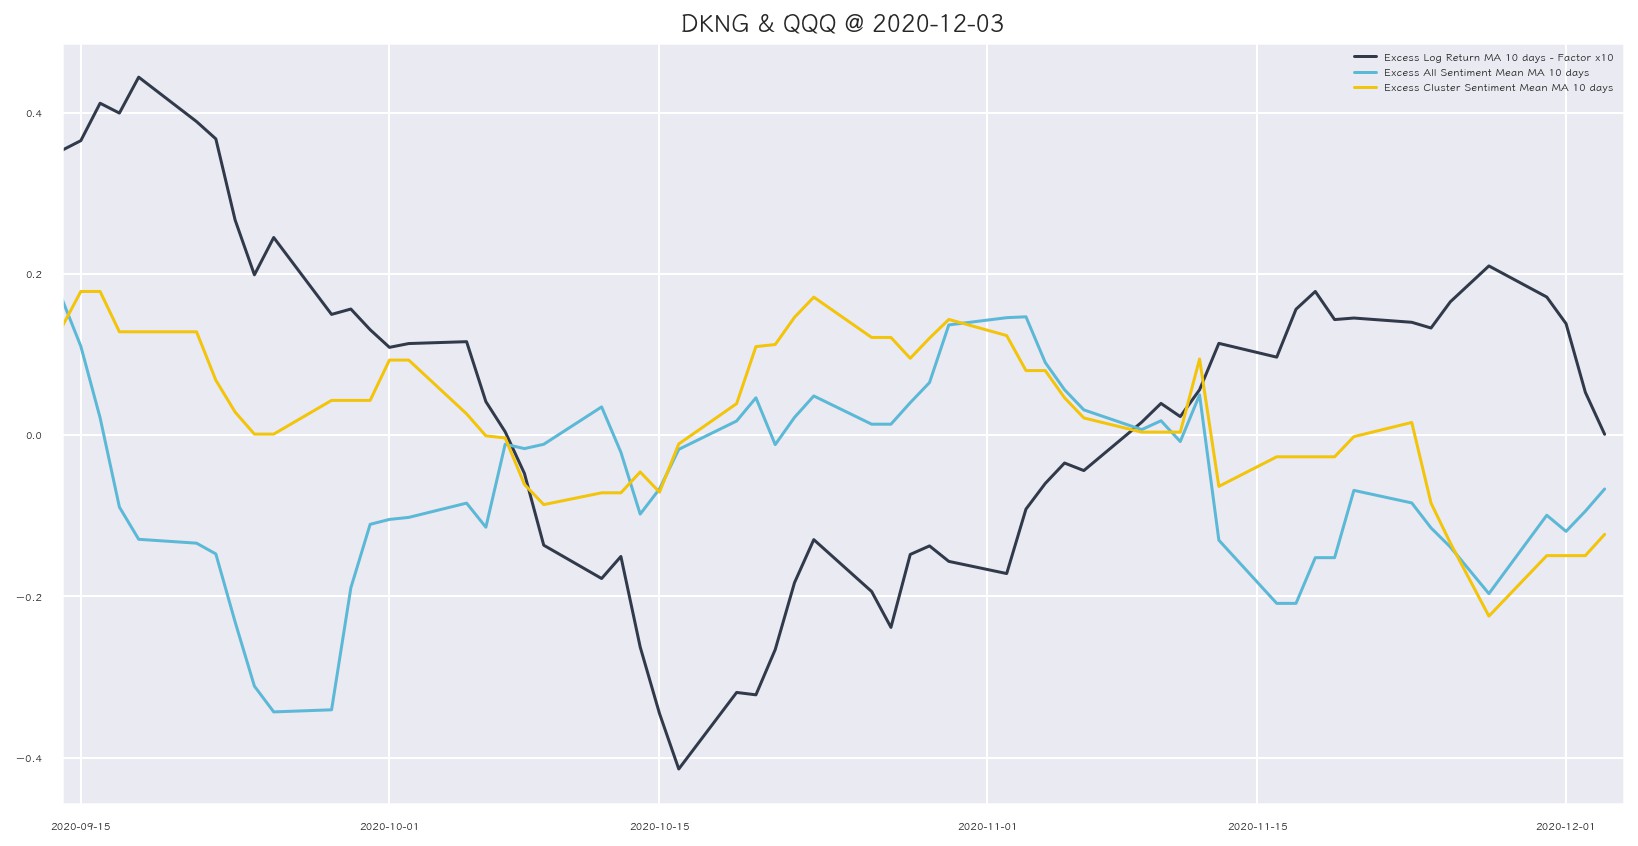 DKNG & QQQ @ 2020-12-03
Excess Log Return MA 10 days - Factor x10
Excess All Sentiment Mean MA 10 days
Excess Cluster Sentiment Mean MA 10 days
0.4
0.2
0.0
−0.2
−0.4
2020-09-15 2020-10-01 2020-10-15 2020-11-01 2020-11-15 2020-12-01